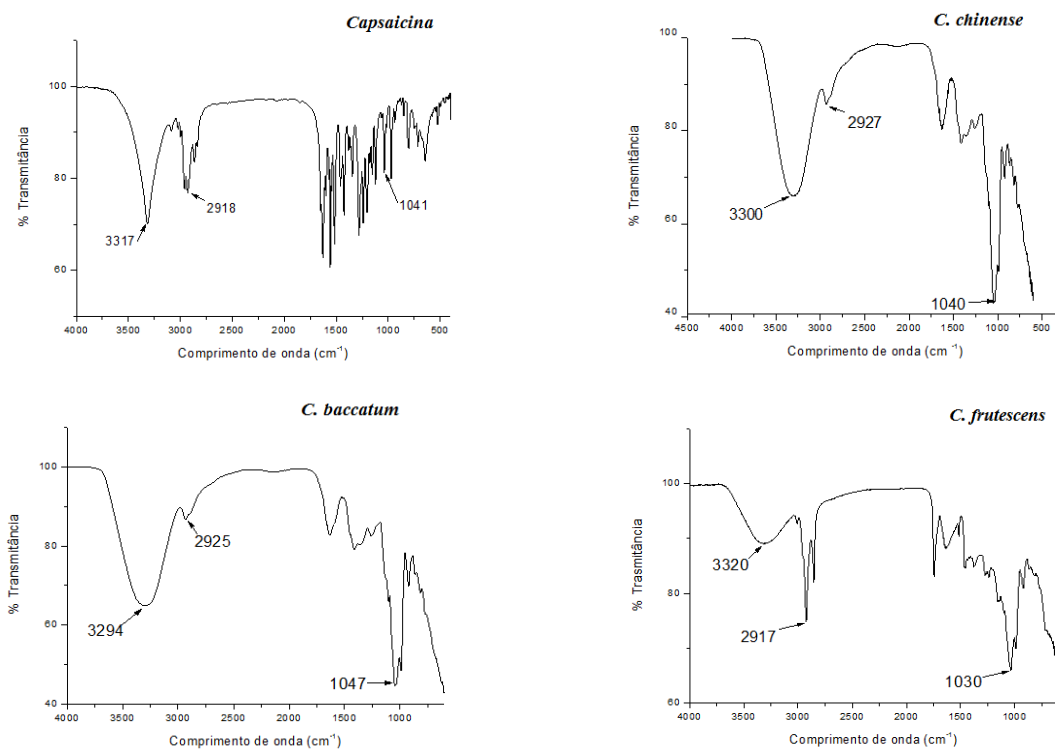 Capsaicina
100
80
60
% Transmitância
3317
2918
1041
4000 3500 3000 2500 2000 1500 1000 500
Comprimento de onda (cm⁻¹)
C. chinense
100
80
60
40
% Transmitância
3300
2927
1040
4500 4000 3500 3000 2500 2000 1500 1000
Comprimento de onda (cm⁻¹)
C. baccatum
100
80
60
40
% Transmitância
3294
2925
1047
4000 3500 3000 2500 2000 1500 1000
Comprimento de onda (cm⁻¹)
C. frutescens
100
80
60
% Trasmitância
3320
2917
1030
4000 3500 3000 2500 2000 1500 1000
Comprimento de onda (cm⁻¹)